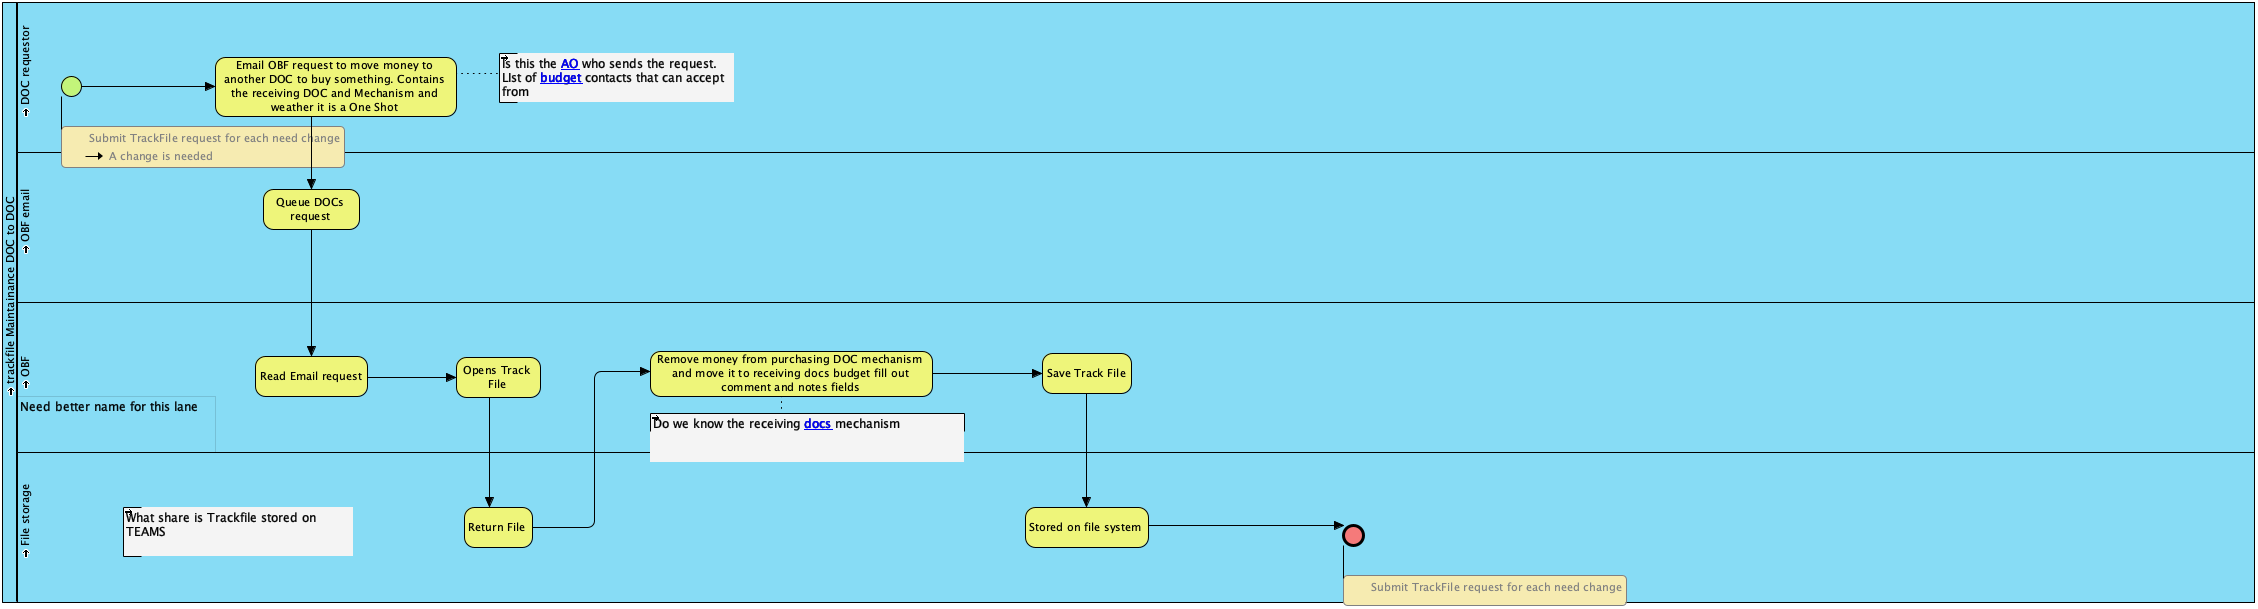 trackfile Maintainance DOC to DOC
DOC requestor
Email OBF request to move money to
another DOC to buy something. Contains
the receiving DOC and Mechanism and
weather it is a One Shot
Is this the AO who sends the request.
LIst of budget contacts that can accept
from
Submit TrackFile request for each need change
A change is needed
OBF email
Queue DOCs
request
OBF
Read Email request
Opens Track
File
Remove money from purchasing DOC mechanism
and move it to receiving docs budget fill out
comment and notes fields
Save Track File
Need better name for this lane
Do we know the receiving docs mechanism
File storage
What share is Trackfile stored on
TEAMS
Return File
Stored on file system
Submit TrackFile request for each need change